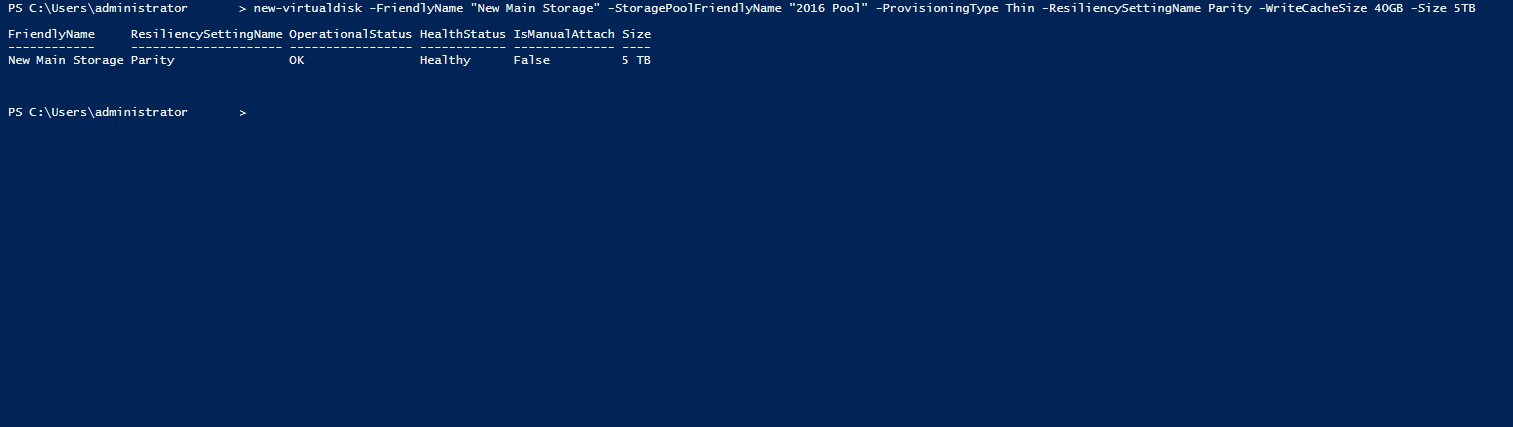 PS C:\Users\administrator       > new-virtualdisk -FriendlyName "New Main Storage" -StoragePoolFriendlyName "2016 Pool" -ProvisioningType Thin -ResiliencySettingName Parity -WriteCacheSize 40GB -Size 5TB
FriendlyName     ResiliencySettingName OperationalStatus HealthStatus IsManualAttach Size
------------     --------------------- ----------------- ------------ -------------- ----
New Main Storage Parity                OK                Healthy      False          5 TB
PS C:\Users\administrator       >